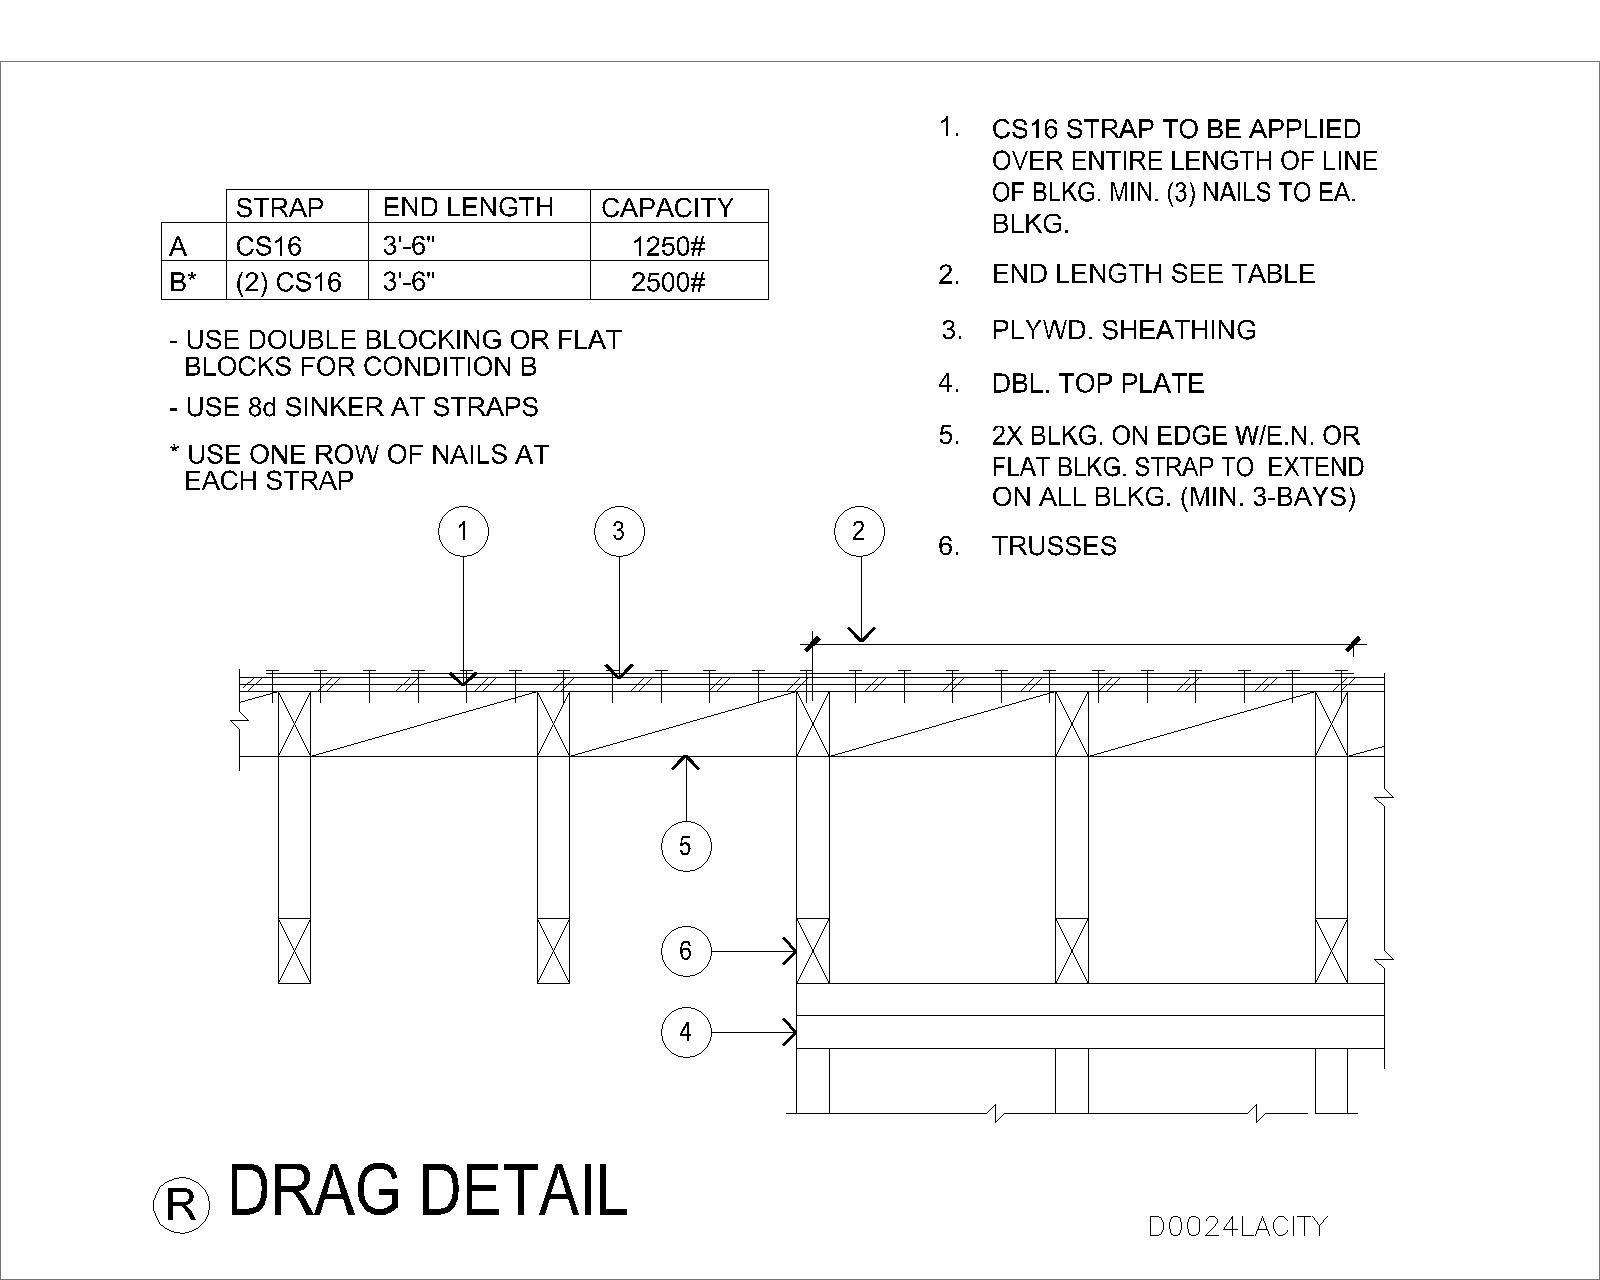 STRAP END LENGTH CAPACITY
A CS16 3'-6" 1250#
B* (2) CS16 3'-6" 2500#
- USE DOUBLE BLOCKING OR FLAT
BLOCKS FOR CONDITION B
- USE 8d SINKER AT STRAPS
* USE ONE ROW OF NAILS AT
EACH STRAP
1. CS16 STRAP TO BE APPLIED
OVER ENTIRE LENGTH OF LINE
OF BLKG. MIN. (3) NAILS TO EA.
BLKG.
2. END LENGTH SEE TABLE
3. PLYWD. SHEATHING
4. DBL. TOP PLATE
5. 2X BLKG. ON EDGE W/E.N. OR
FLAT BLKG. STRAP TO EXTEND
ON ALL BLKG. (MIN. 3-BAYS)
6. TRUSSES
1 3 2
5
6
4
R DRAG DETAIL
D0024LACITY